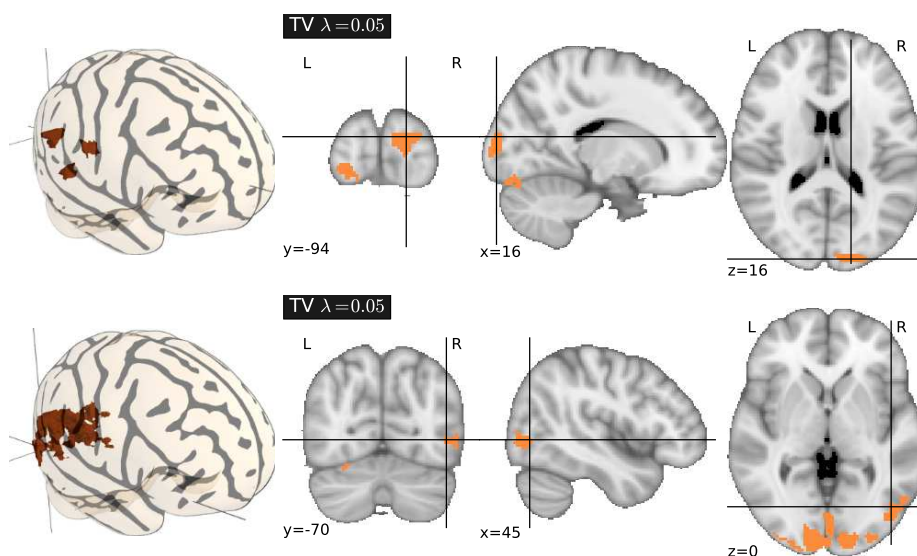 TV λ=0.05
L
R
L
R
y=-94
x=16
z=16
TV λ=0.05
L
R
L
R
y=-70
x=45
z=0